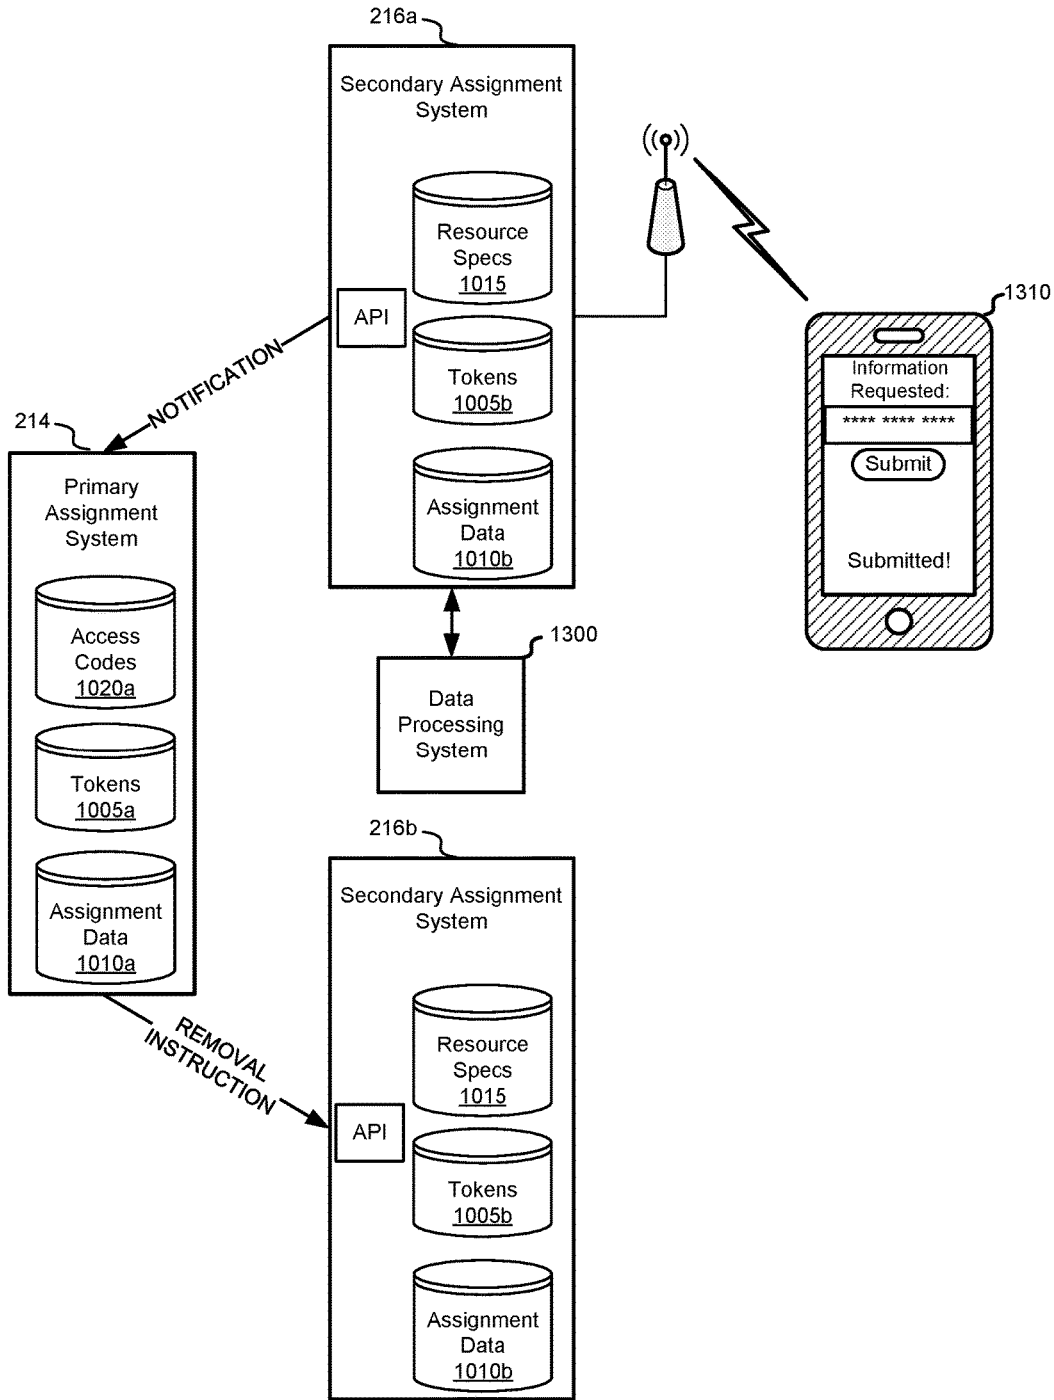 216a
Secondary Assignment
System
Resource
Specs
1015
API
Tokens
1005b
Assignment
Data
1010b
1310
Information
Requested:
**** **** ****
Submit
Submitted!
NOTIFICATION
214
Primary
Assignment
System
Access
Codes
1020a
Tokens
1005a
Assignment
Data
1010a
1300
Data
Processing
System
REMOVAL
INSTRUCTION
216b
Secondary Assignment
System
Resource
Specs
1015
API
Tokens
1005b
Assignment
Data
1010b